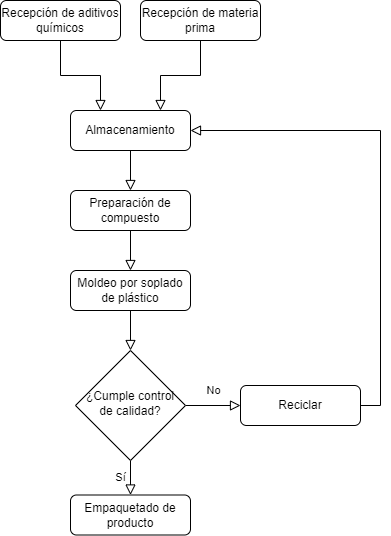 Recepción de aditivos
químicos
Recepción de materia
prima
Almacenamiento
Preparación de
compuesto
Moldeo por soplado
de plástico
¿Cumple control
de calidad?
No
Reciclar
Sí
Empaquetado de
producto